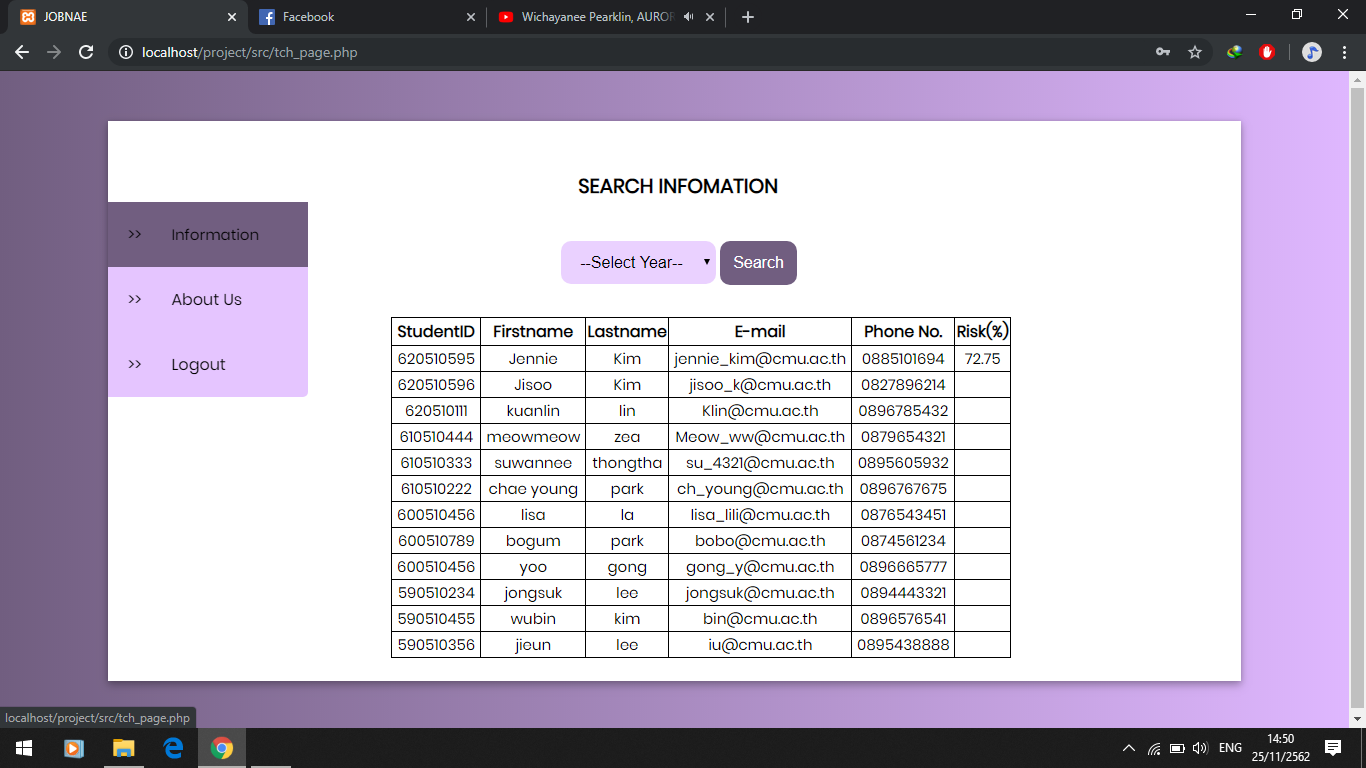 JOBNAE
Facebook
Wichayanee Pearklin, AUROR
localhost/project/src/tch_page.php
SEARCH INFOMATION
>> Information
--Select Year--
Search
>> About Us
>> Logout
StudentID Firstname Lastname E-mail Phone No. Risk(%)
620510595 Jennie Kim jennie_kim@cmu.ac.th 0885101694 72.75
620510596 Jisoo Kim jisoo_k@cmu.ac.th 0827896214
620510111 kuanlin lin Klin@cmu.ac.th 0896785432
610510444 meowmeow zea Meow_ww@cmu.ac.th 0879654321
610510333 suwannee thongtha su_4321@cmu.ac.th 0895605932
610510222 chae young park ch_young@cmu.ac.th 0896767675
600510456 lisa la lisa_lili@cmu.ac.th 0876543451
600510789 bogum park bobo@cmu.ac.th 0874561234
600510456 yoo gong gong_y@cmu.ac.th 0896665777
590510234 jongsuk lee jongsuk@cmu.ac.th 0894443321
590510455 wubin kim bin@cmu.ac.th 0896576541
590510356 jieun lee iu@cmu.ac.th 0895438888
localhost/project/src/tch_page.php
ENG
14:50
25/11/2562